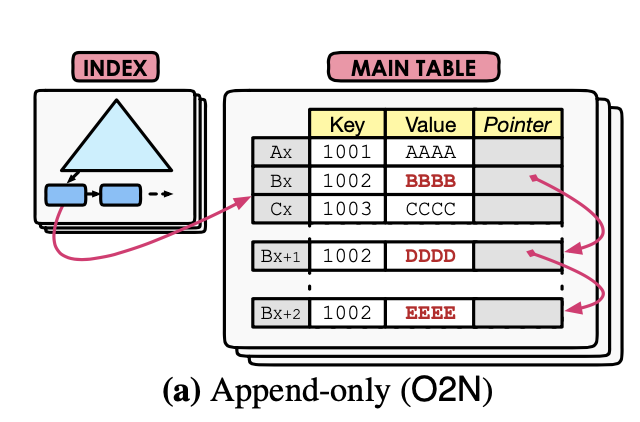 INDEX MAIN TABLE
Key Value Pointer
Ax 1001 AAAA
Bx 1002 BBBB
Cx 1003 CCCC
Bx+1 1002 DDDD
Bx+2 1002 EEEE
(a) Append-only (O2N)